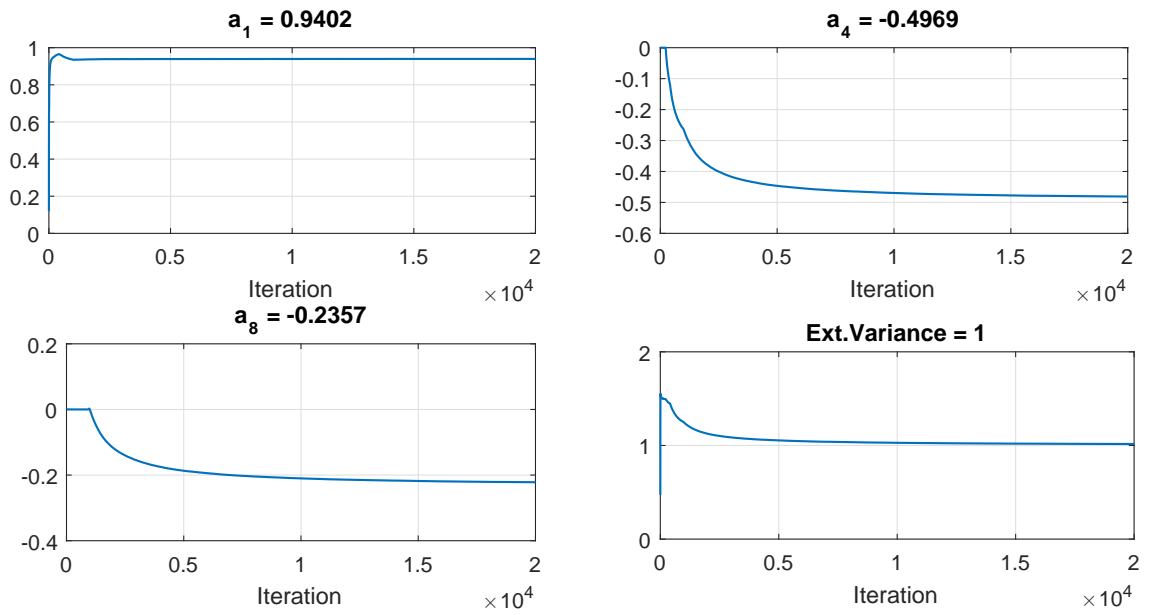 a1 = 0.9402
1
0.8
0.6
0.4
0.2
0
0 0.5 1 1.5 2
Iteration
×10^4
a4 = -0.4969
0
-0.1
-0.2
-0.3
-0.4
-0.5
-0.6
0 0.5 1 1.5 2
Iteration
×10^4
a8 = -0.2357
0.2
0
-0.2
-0.4
0 0.5 1 1.5 2
Iteration
×10^4
Ext.Variance = 1
2
1
0
0 0.5 1 1.5 2
Iteration
×10^4